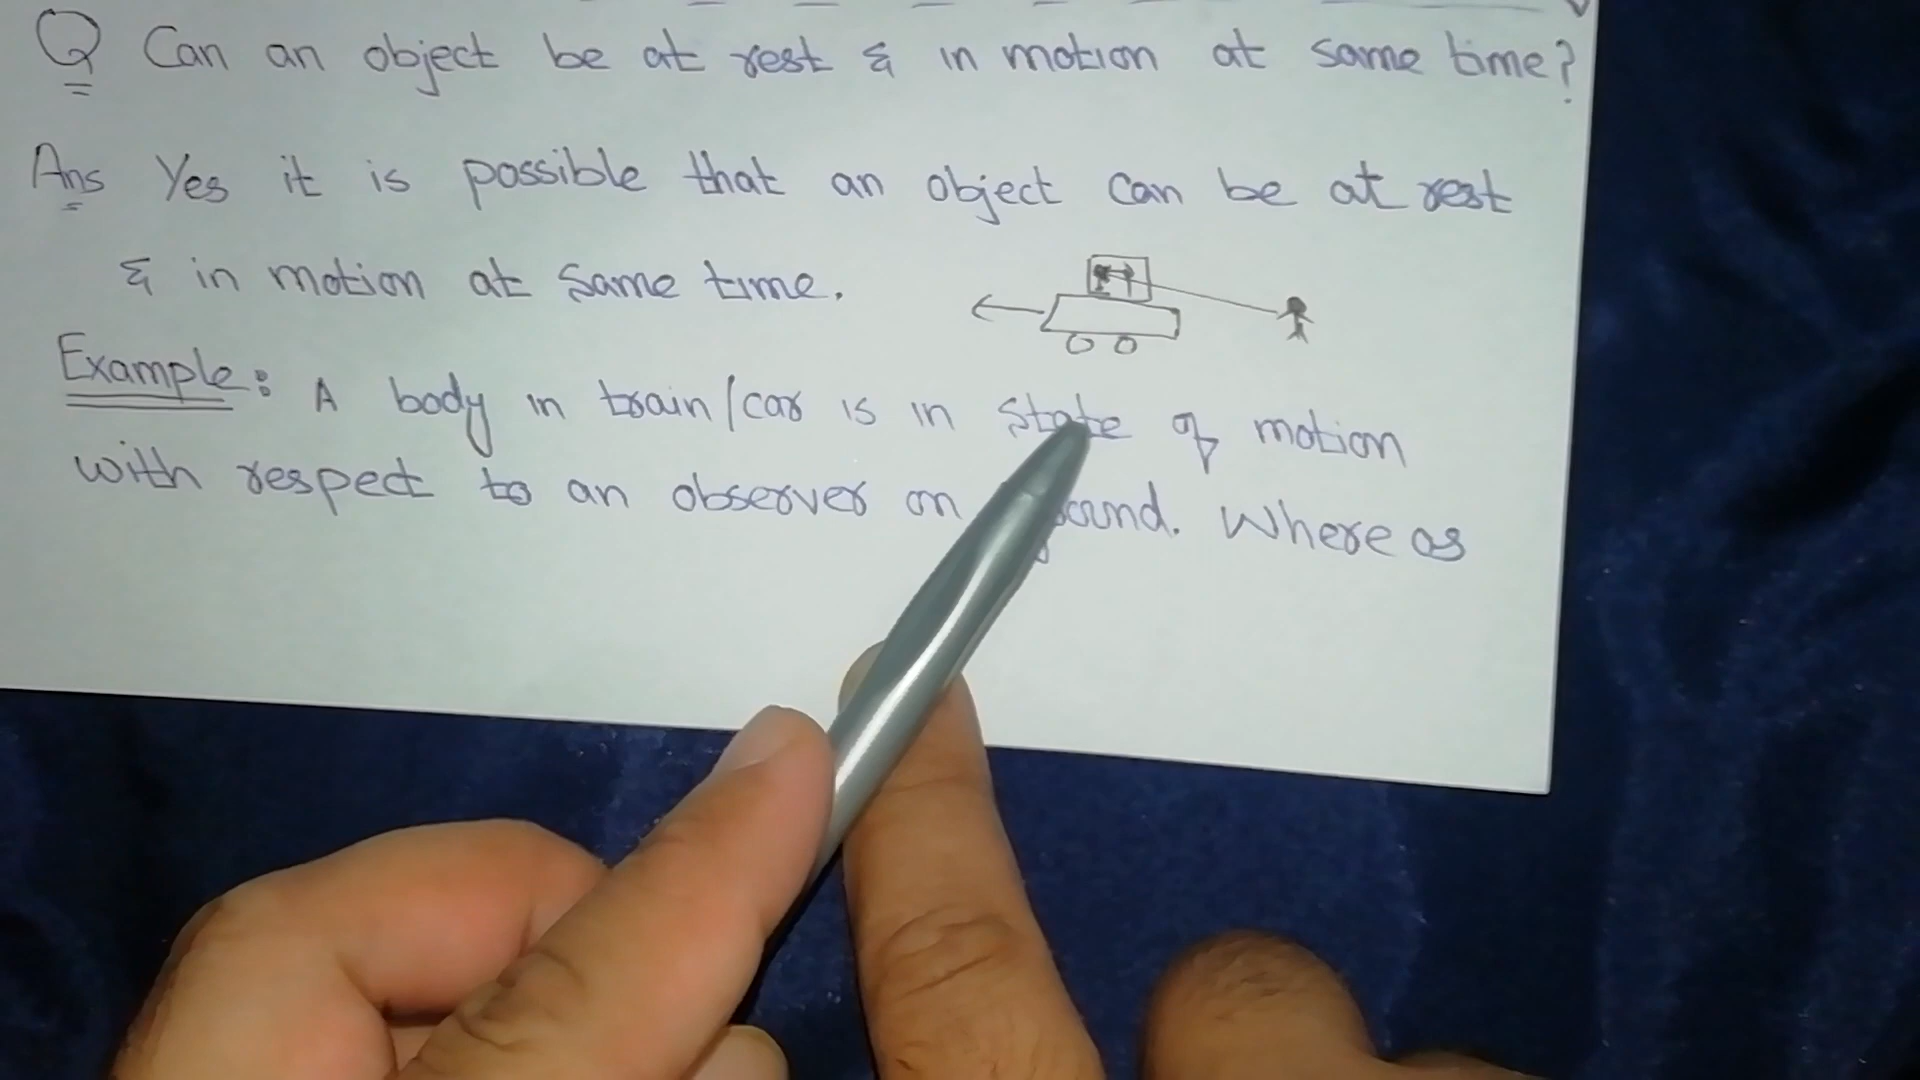 Q Can an object be at rest & in motion at same time?
Ans Yes it is possible that an object can be at rest
& in motion at same time.
Example: A body in train/car is in state of motion
with respect to an observer on ground. Where as